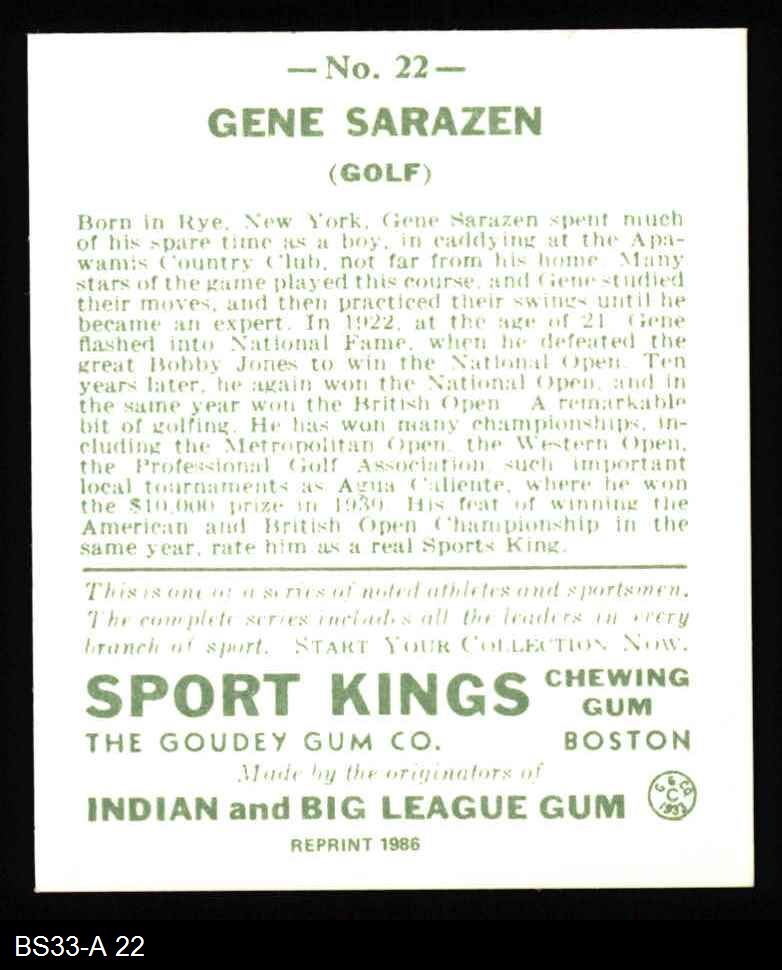 — No. 22 —
GENE SARAZEN
(GOLF)
Born in Rye, New York, Gene Sarazen spent much
of his spare time as a boy, in caddying at the Apa-
wamis Country Club, not far from his home. Many
stars of the game played this course, and Gene studied
their moves, and then practiced their swings until he
became an expert. In 1922, at the age of 21 Gene
flashed into National Fame, when he defeated the
great Bobby Jones to win the National Open. Ten
years later, he again won the National Open, and in
the same year won the British Open. A remarkable
bit of golfing. He has won many championships, in-
cluding the Metropolitan Open, the Western Open,
the Professional Golf Association, such important
local tournaments as Agua Caliente, where he won
the $10,000 prize in 1930. His feat of winning the
American and British Open Championship in the
same year, rate him as a real Sports King.
This is one of a series of noted athletes and sportsmen.
The complete series includes all the leaders in every
branch of sport. START YOUR COLLECTION NOW.
SPORT KINGS CHEWING GUM
THE GOUDEY GUM CO. BOSTON
Made by the originators of
INDIAN and BIG LEAGUE GUM
G & CO
C
1933
REPRINT 1986
BS33-A 22